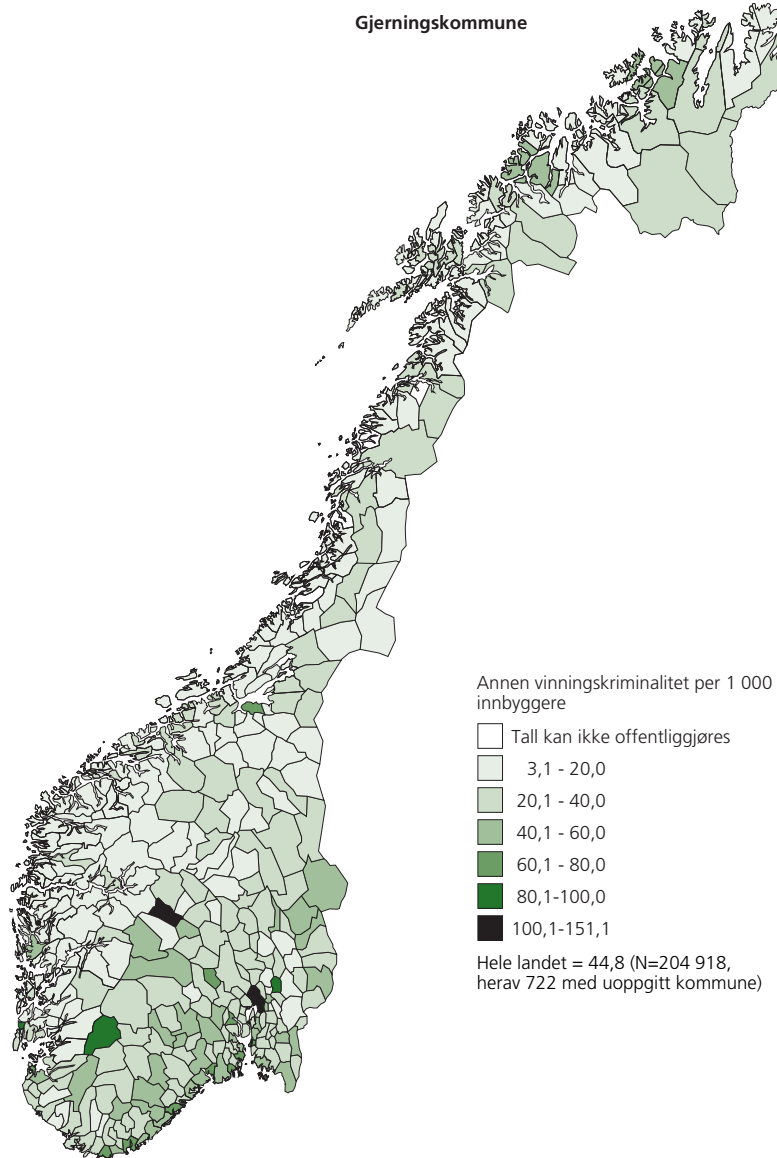 Gjerningskommune
Annen vinningskriminalitet per 1 000
innbyggere
Tall kan ikke offentliggjøres
3,1 - 20,0
20,1 - 40,0
40,1 - 60,0
60,1 - 80,0
80,1-100,0
100,1-151,1
Hele landet = 44,8 (N=204 918,
herav 722 med uoppgitt kommune)